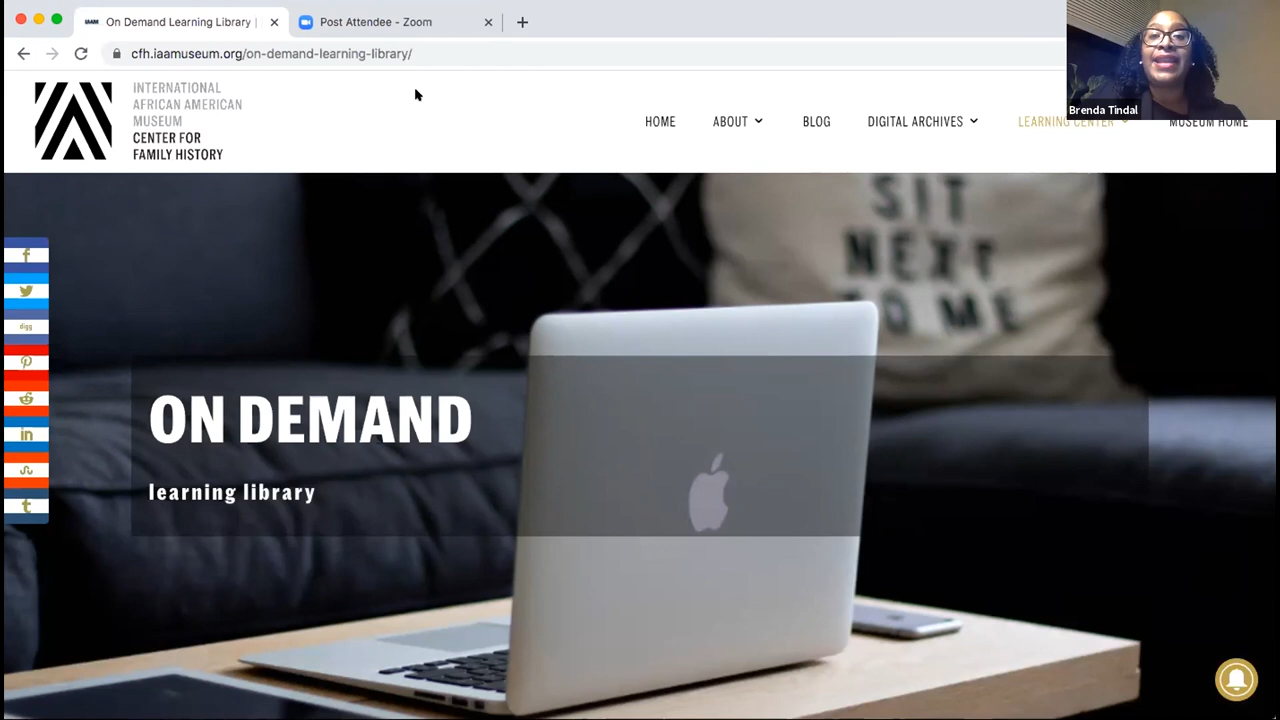 On Demand Learning Library |
Post Attendee - Zoom
cfh.iaamuseum.org/on-demand-learning-library/
Brenda Tindal
INTERNATIONAL
AFRICAN AMERICAN
MUSEUM
CENTER FOR
FAMILY HISTORY
HOME
ABOUT
BLOG
DIGITAL ARCHIVES
LEARNING CENTER
MUSEUM HOME
SIT
NEXT
TO ME
digg
ON DEMAND
learning library